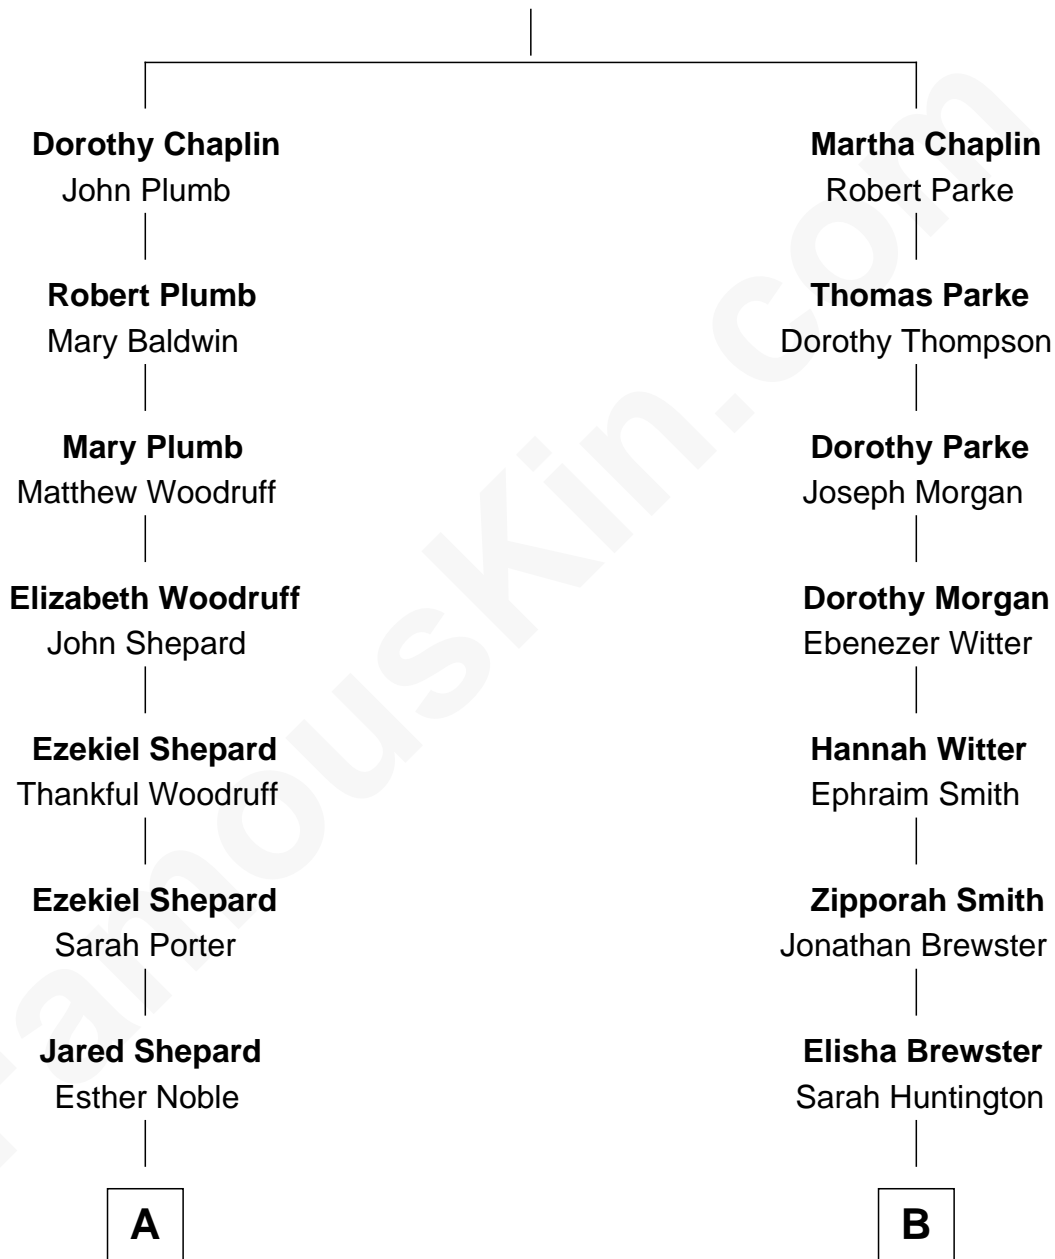 Dorothy Chaplin
John Plumb
Robert Plumb
Mary Baldwin
Mary Plumb
Matthew Woodruff
Elizabeth Woodruff
John Shepard
Ezekiel Shepard
Thankful Woodruff
Ezekiel Shepard
Sarah Porter
Jared Shepard
Esther Noble
A
Martha Chaplin
Robert Parke
Thomas Parke
Dorothy Thompson
Dorothy Parke
Joseph Morgan
Dorothy Morgan
Ebenezer Witter
Hannah Witter
Ephraim Smith
Zipporah Smith
Jonathan Brewster
Elisha Brewster
Sarah Huntington
B
FamousKin.com